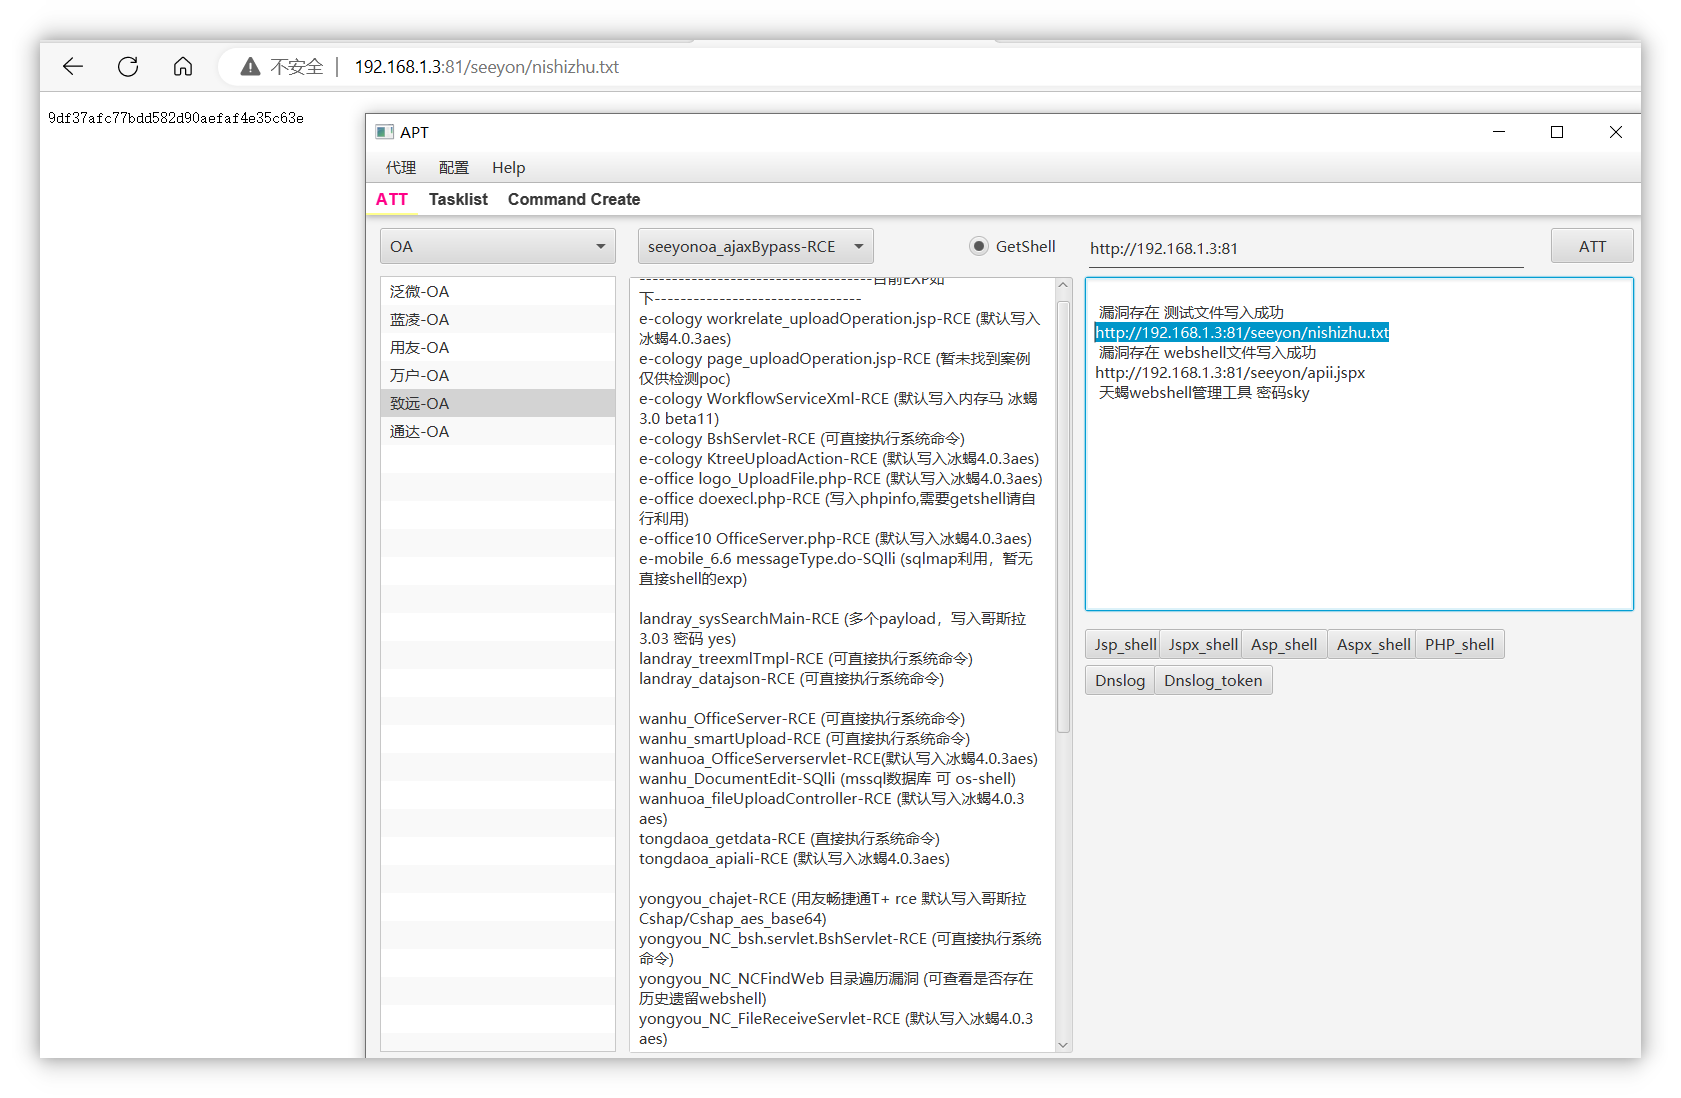 不安全 | 192.168.1.3:81/seeyon/nishizhu.txt
9df37afc77bdd582d90aefaf4e35c63e
APT
代理 配置 Help
ATT Tasklist Command Create
OA
seeyonoa_ajaxBypass-RCE
GetShell
http://192.168.1.3:81
ATT
泛微-OA
蓝凌-OA
用友-OA
万户-OA
致远-OA
通达-OA
------------------------------------目前EXP如
下--------------------------------
e-cology workrelate_uploadOperation.jsp-RCE (默认写入
冰蝎4.0.3aes)
e-cology page_uploadOperation.jsp-RCE (暂未找到案例
仅供检测poc)
e-cology WorkflowServiceXml-RCE (默认写入内存马 冰蝎
3.0 beta11)
e-cology BshServlet-RCE (可直接执行系统命令)
e-cology KtreeUploadAction-RCE (默认写入冰蝎4.0.3aes)
e-office logo_UploadFile.php-RCE (默认写入冰蝎4.0.3aes)
e-office doexecl.php-RCE (写入phpinfo,需要getshell请自
行利用)
e-office10 OfficeServer.php-RCE (默认写入冰蝎4.0.3aes)
e-mobile_6.6 messageType.do-SQlli (sqlmap利用，暂无
直接shell的exp)
landray_sysSearchMain-RCE (多个payload，写入哥斯拉
3.03 密码 yes)
landray_treexmlTmpl-RCE (可直接执行系统命令)
landray_datajson-RCE (可直接执行系统命令)
wanhu_OfficeServer-RCE (可直接执行系统命令)
wanhu_smartUpload-RCE (可直接执行系统命令)
wanhuoa_OfficeServerservlet-RCE(默认写入冰蝎4.0.3aes)
wanhu_DocumentEdit-SQlli (mssql数据库 可 os-shell)
wanhuoa_fileUploadController-RCE (默认写入冰蝎4.0.3
aes)
tongdaoa_getdata-RCE (直接执行系统命令)
tongdaoa_apiali-RCE (默认写入冰蝎4.0.3aes)
yongyou_chajet-RCE (用友畅捷通T+ rce 默认写入哥斯拉
Cshap/Cshap_aes_base64)
yongyou_NC_bsh.servlet.BshServlet-RCE (可直接执行系统
命令)
yongyou_NC_NCFindWeb 目录遍历漏洞 (可查看是否存在
历史遗留webshell)
yongyou_NC_FileReceiveServlet-RCE (默认写入冰蝎4.0.3
aes)
漏洞存在 测试文件写入成功
http://192.168.1.3:81/seeyon/nishizhu.txt
漏洞存在 webshell文件写入成功
http://192.168.1.3:81/seeyon/apii.jspx
天蝎webshell管理工具 密码sky
Jsp_shell Jspx_shell Asp_shell Aspx_shell PHP_shell
Dnslog Dnslog_token